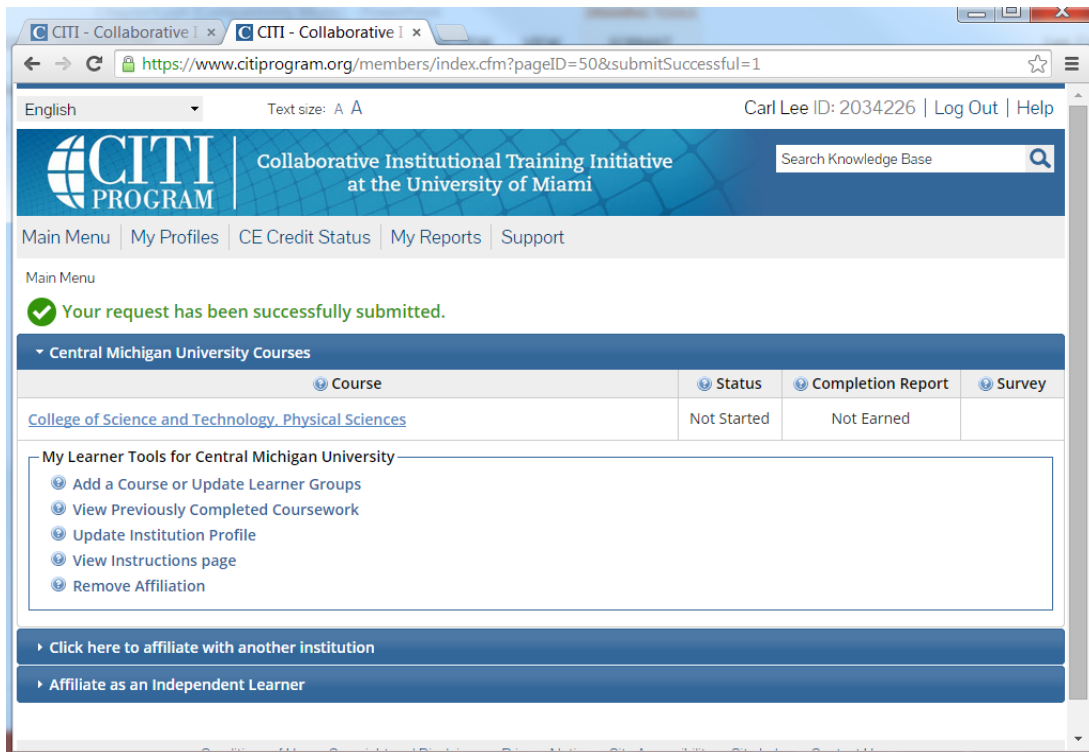 CITI - Collaborative I
CITI - Collaborative I
https://www.citiprogram.org/members/index.cfm?pageID=50&submitSuccessful=1
English
Text size: A A
Carl Lee ID: 2034226 | Log Out | Help
CITI
PROGRAM
Collaborative Institutional Training Initiative
at the University of Miami
Search Knowledge Base
Main Menu | My Profiles | CE Credit Status | My Reports | Support
Main Menu
Your request has been successfully submitted.
Central Michigan University Courses
Course Status Completion Report Survey
College of Science and Technology, Physical Sciences Not Started Not Earned
My Learner Tools for Central Michigan University
Add a Course or Update Learner Groups
View Previously Completed Coursework
Update Institution Profile
View Instructions page
Remove Affiliation
Click here to affiliate with another institution
Affiliate as an Independent Learner